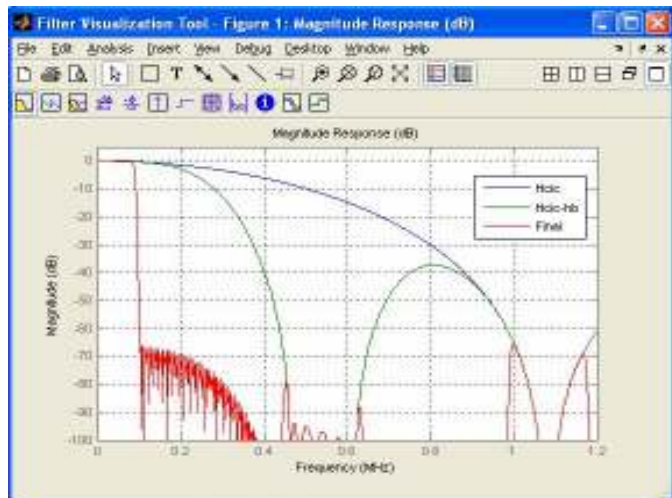 Filter Visualization Tool - Figure 1: Magnitude Response (dB)
File Edit Analysis Insert View Debug Desktop Window Help
Magnitude Response (dB)
0
-10
-20
-30
-40
-50
-60
-70
-80
-90
-100
Magnitude (dB)
Hcic
Hcic-hb
Final
0 0.2 0.4 0.6 0.8 1 1.2
Frequency (MHz)